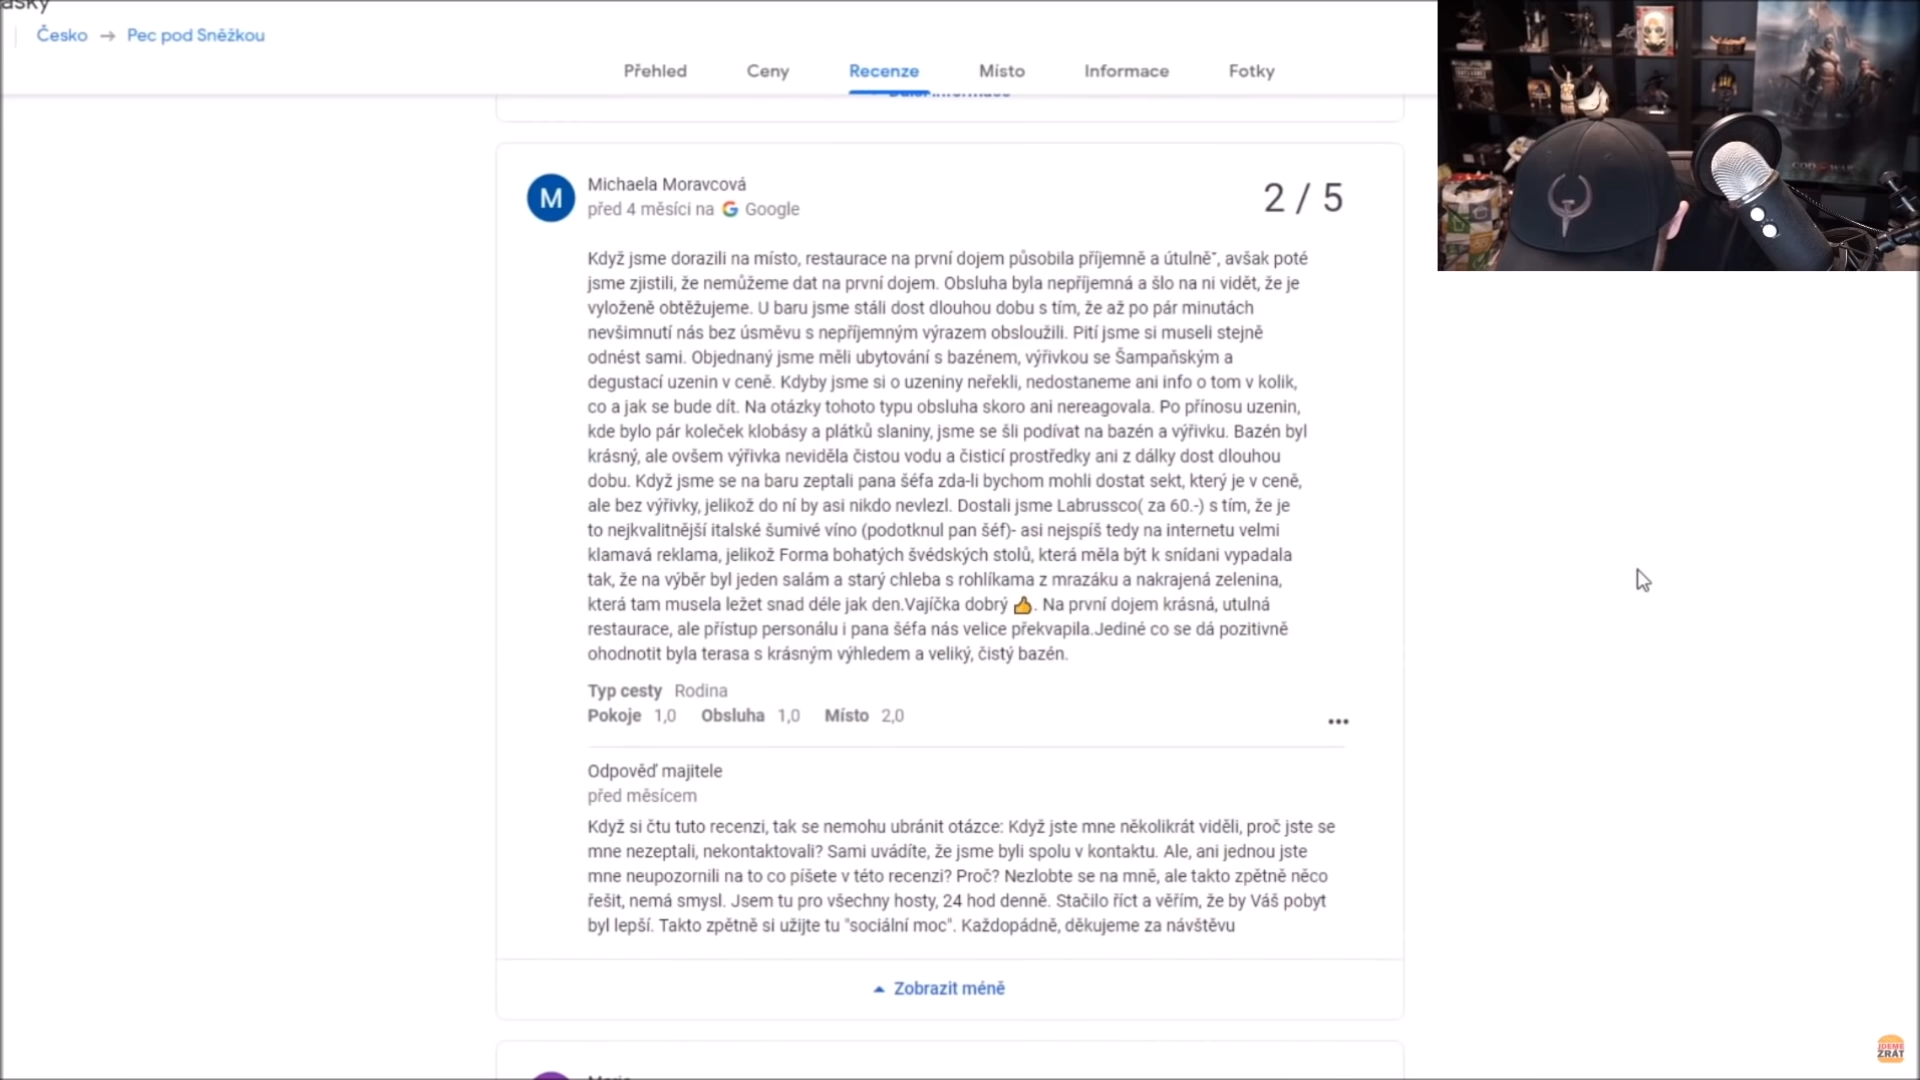 Česko → Pec pod Sněžkou
Přehled Ceny Recenze Místo Informace Fotky
M
Michaela Moravcová
před 4 měsíci na Google
2 / 5
Když jsme dorazili na místo, restaurace na první dojem působila příjemně a útulně˝, avšak poté
jsme zjistili, že nemůžeme dat na první dojem. Obsluha byla nepříjemná a šlo na ni vidět, že je
vyloženě obtěžujeme. U baru jsme stáli dost dlouhou dobu s tím, že až po pár minutách
nevšimnutí nás bez úsměvu s nepříjemným výrazem obsloužili. Pití jsme si museli stejně
odnést sami. Objednaný jsme měli ubytování s bazénem, výřivkou se Šampaňským a
degustací uzenin v ceně. Kdyby jsme si o uzeniny neřekli, nedostaneme ani info o tom v kolik,
co a jak se bude dít. Na otázky tohoto typu obsluha skoro ani nereagovala. Po přínosu uzenin,
kde bylo pár koleček klobásy a plátků slaniny, jsme se šli podívat na bazén a výřivku. Bazén byl
krásný, ale ovšem výřivka neviděla čistou vodu a čisticí prostředky ani z dálky dost dlouhou
dobu. Když jsme se na baru zeptali pana šéfa zda-li bychom mohli dostat sekt, který je v ceně,
ale bez výřivky, jelikož do ní by asi nikdo nevlezl. Dostali jsme Labrussco( za 60.-) s tím, že je
to nejkvalitnější italské šumivé víno (podotknul pan šéf)- asi nejspíš tedy na internetu velmi
klamavá reklama, jelikož Forma bohatých švédských stolů, která měla být k snídani vypadala
tak, že na výběr byl jeden salám a starý chleba s rohlíkama z mrazáku a nakrajená zelenina,
která tam musela ležet snad déle jak den.Vajíčka dobrý 👍. Na první dojem krásná, utulná
restaurace, ale přístup personálu i pana šéfa nás velice překvapila.Jediné co se dá pozitivně
ohodnotit byla terasa s krásným výhledem a veliký, čistý bazén.
Typ cesty Rodina
Pokoje 1,0 Obsluha 1,0 Místo 2,0
Odpověď majitele
před měsícem
Když si čtu tuto recenzi, tak se nemohu ubránit otázce: Když jste mne několikrát viděli, proč jste se
mne nezeptali, nekontaktovali? Sami uvádíte, že jsme byli spolu v kontaktu. Ale, ani jednou jste
mne neupozornili na to co píšete v této recenzi? Proč? Nezlobte se na mně, ale takto zpětně něco
řešit, nemá smysl. Jsem tu pro všechny hosty, 24 hod denně. Stačilo říct a věřím, že by Váš pobyt
byl lepší. Takto zpětně si užijte tu "sociální moc". Každopádně, děkujeme za návštěvu
Zobrazit méně
JDEME
ŽRÁT